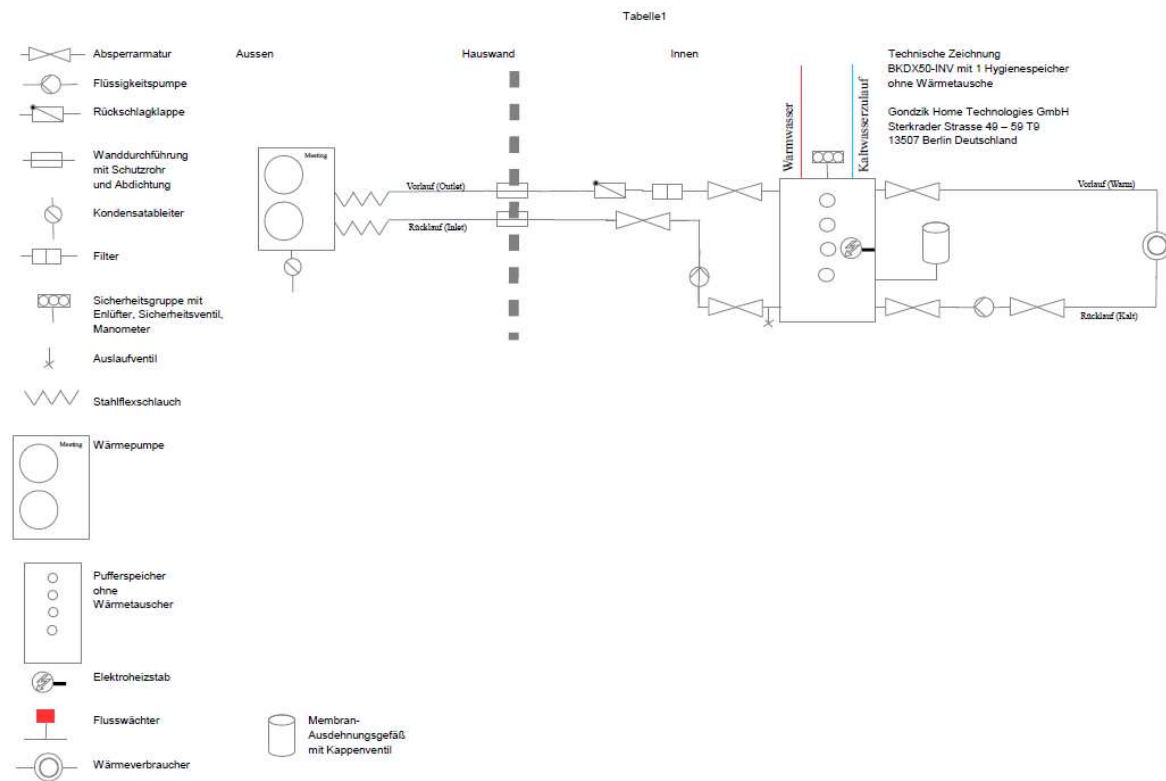 Tabelle1
Absperrarmatur
Aussen
Hauswand
Innen
Technische Zeichnung
BKDX50-INV mit 1 Hygienespeicher
ohne Wärmetausche
Gondzik Home Technologies GmbH
Sterkrader Strasse 49 – 59 T9
13507 Berlin Deutschland
Flüssigkeitspumpe
Rückschlagklappe
Wanddurchführung
mit Schutzrohr
und Abdichtung
Kondensatableiter
Filter
Sicherheitsgruppe mit
Enlüfter, Sicherheitsventil,
Manometer
Auslaufventil
Stahlflexschlauch
Meeting
Wärmepumpe
Pufferspeicher
ohne
Wärmetauscher
Elektroheizstab
Flusswächter
Wärmeverbraucher
Membran-
Ausdehnungsgefäß
mit Kappenventil
Meeting
Vorlauf (Outlet)
Rücklauf (Inlet)
Warmwasser
Kaltwasserzulauf
Vorlauf (Warm)
Rücklauf (Kalt)